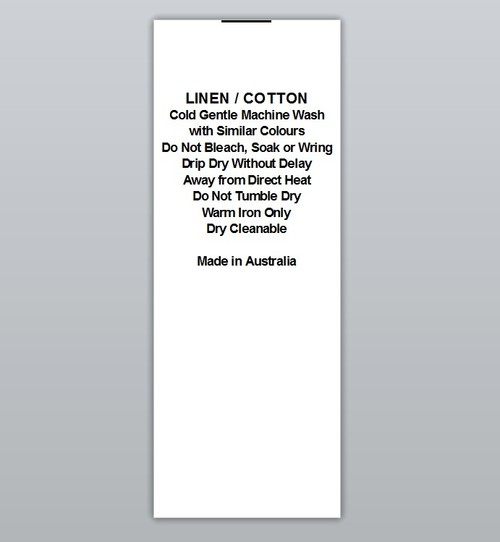 LINEN / COTTON
Cold Gentle Machine Wash
with Similar Colours
Do Not Bleach, Soak or Wring
Drip Dry Without Delay
Away from Direct Heat
Do Not Tumble Dry
Warm Iron Only
Dry Cleanable
Made in Australia